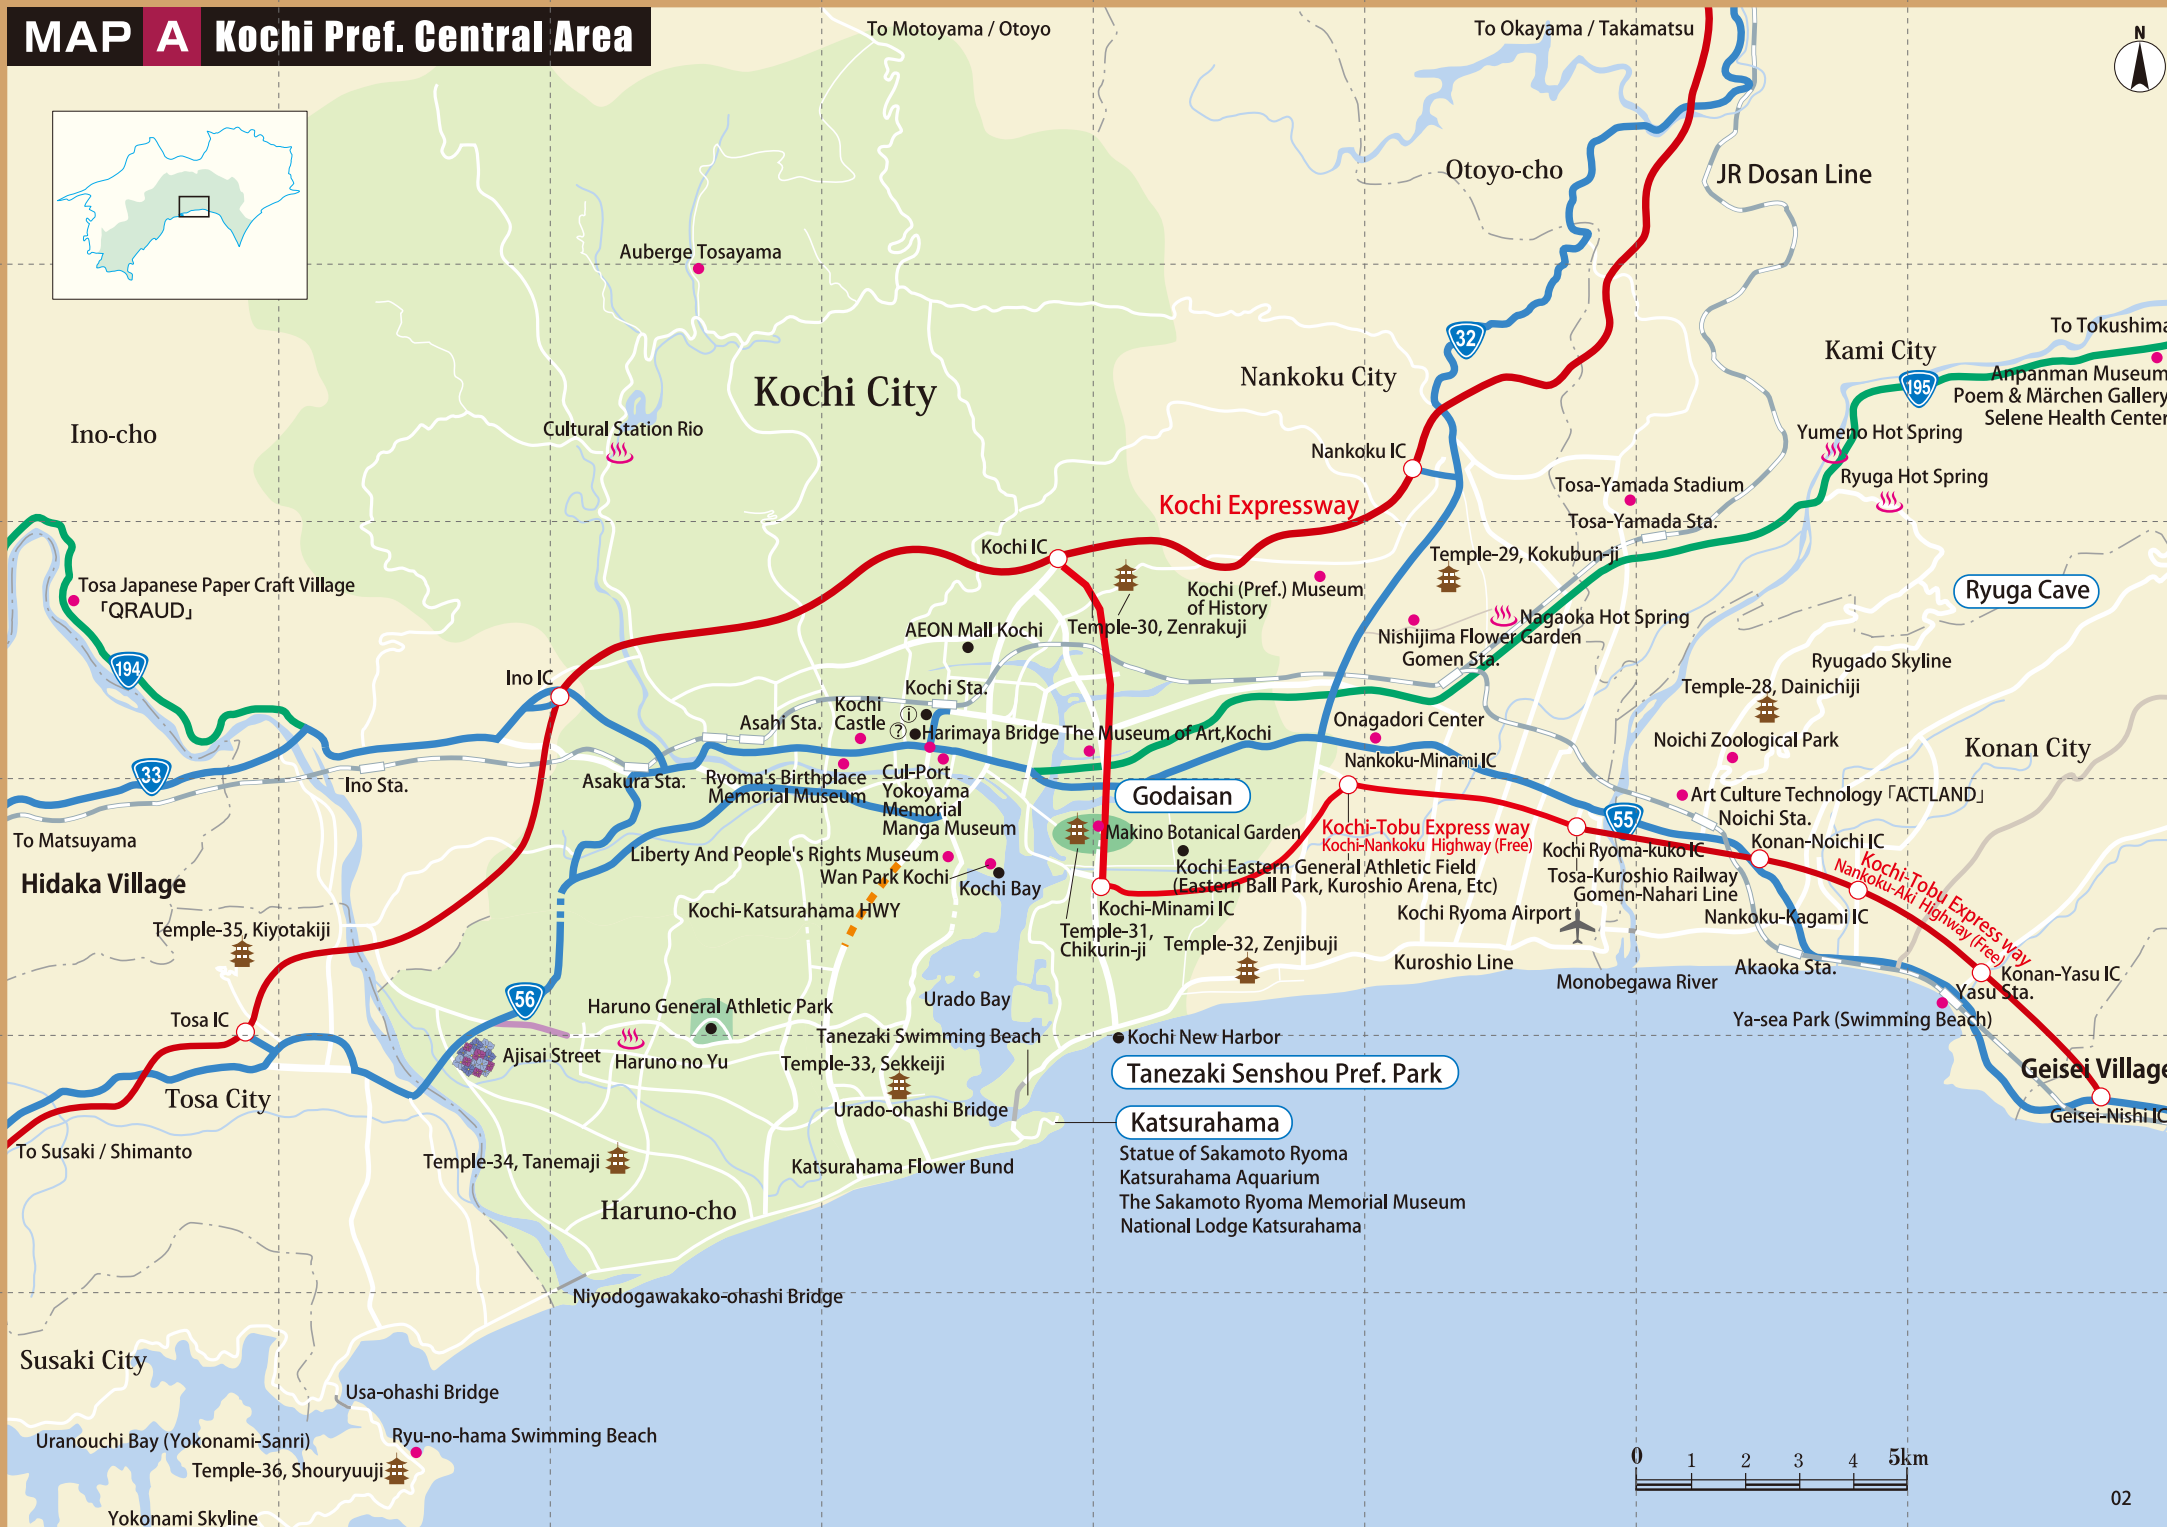 MAP A Kochi Pref. Central Area
To Motoyama / Otoyo
To Okayama / Takamatsu
N
Otoyo-cho
JR Dosan Line
Auberge Tosayama
To Tokushima
32
Kami City
Nankoku City
195
Anpanman Museum
Poem & Märchen Gallery
Selene Health Center
Kochi City
Ino-cho
Cultural Station Rio
Yumeno Hot Spring
Nankoku IC
Ryuga Hot Spring
Tosa-Yamada Stadium
Kochi Expressway
Tosa-Yamada Sta.
Kochi IC
Temple-29, Kokubun-ji
Tosa Japanese Paper Craft Village
「QRAUD」
Kochi (Pref.) Museum
of History
Ryuga Cave
Temple-30, Zenrakuji
Nagaoka Hot Spring
Nishijima Flower Garden
Gomen Sta.
AEON Mall Kochi
194
Ryugado Skyline
Ino IC
Kochi Sta.
Temple-28, Dainichiji
Kochi
Castle
i
?
Asahi Sta.
Harimaya Bridge
The Museum of Art,Kochi
Onagadori Center
Noichi Zoological Park
Konan City
Nankoku-Minami IC
33
Ino Sta.
Asakura Sta.
Ryoma's Birthplace
Memorial Museum
Cul-Port
Yokoyama
Memorial
Manga Museum
Godaisan
Art Culture Technology「ACTLAND」
55
Noichi Sta.
To Matsuyama
Makino Botanical Garden
Kochi-Tobu Express way
Kochi-Nankoku Highway (Free)
Konan-Noichi IC
Kochi Ryoma-kuko IC
Liberty And People's Rights Museum
Wan Park Kochi
Kochi Bay
Kochi Eastern General Athletic Field
(Eastern Ball Park, Kuroshio Arena, Etc)
Tosa-Kuroshio Railway
Gomen-Nahari Line
Kochi-Tobu Express way
Nankoku-Aki Highway (Free)
Hidaka Village
Kochi-Katsurahama HWY
Kochi-Minami IC
Kochi Ryoma Airport
Nankoku-Kagami IC
Temple-35, Kiyotakiji
Temple-31,
Chikurin-ji
Temple-32, Zenjibuji
Kuroshio Line
Akaoka Sta.
Konan-Yasu IC
Monobegawa River
Yasu Sta.
56
Haruno General Athletic Park
Urado Bay
Tosa IC
Ya-sea Park (Swimming Beach)
Tanezaki Swimming Beach
Kochi New Harbor
Ajisai Street
Haruno no Yu
Temple-33, Sekkeiji
Tanezaki Senshou Pref. Park
Geisei Village
Tosa City
Urado-ohashi Bridge
Geisei-Nishi IC
Katsurahama
To Susaki / Shimanto
Statue of Sakamoto Ryoma
Katsurahama Aquarium
The Sakamoto Ryoma Memorial Museum
National Lodge Katsurahama
Temple-34, Tanemaji
Katsurahama Flower Bund
Haruno-cho
Niyodogawakako-ohashi Bridge
Susaki City
Usa-ohashi Bridge
Uranouchi Bay (Yokonami-Sanri)
Ryu-no-hama Swimming Beach
Temple-36, Shouryuuji
Yokonami Skyline
0 1 2 3 4 5km
02